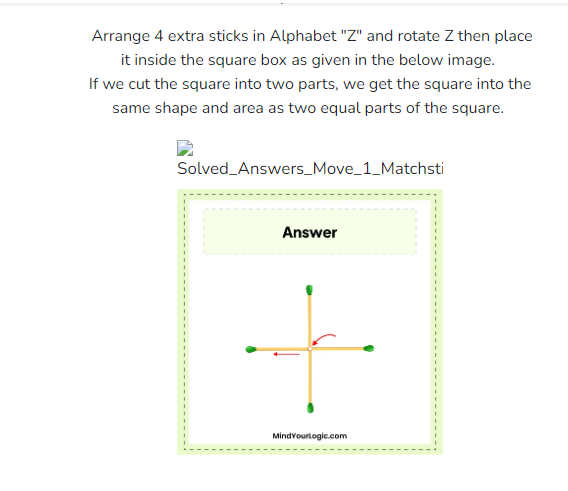 Arrange 4 extra sticks in Alphabet "Z" and rotate Z then place
it inside the square box as given in the below image.
If we cut the square into two parts, we get the square into the
same shape and area as two equal parts of the square.
Solved_Answers_Move_1_Matchsti
Answer
MindYourLogic.com